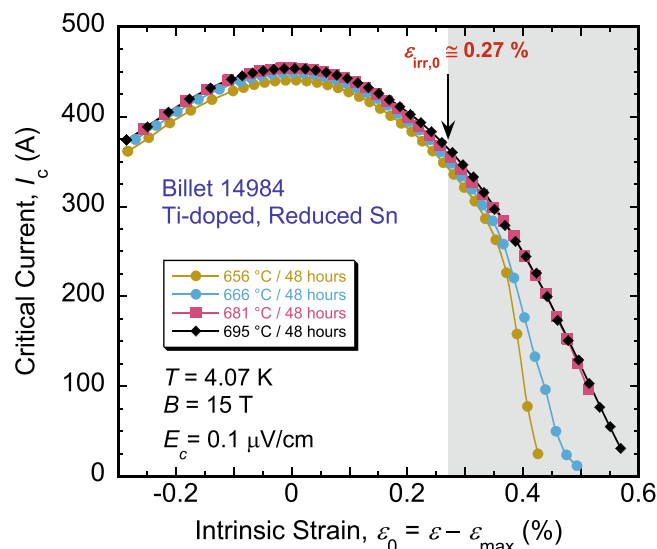 500
400
300
200
100
0
Critical Current, I_c (A)
ε_irr,0 ≅ 0.27 %
Billet 14984
Ti-doped, Reduced Sn
656 °C / 48 hours
666 °C / 48 hours
681 °C / 48 hours
695 °C / 48 hours
T = 4.07 K
B = 15 T
E_c = 0.1 μV/cm
-0.2 0 0.2 0.4 0.6
Intrinsic Strain, ε_0 = ε – ε_max (%)